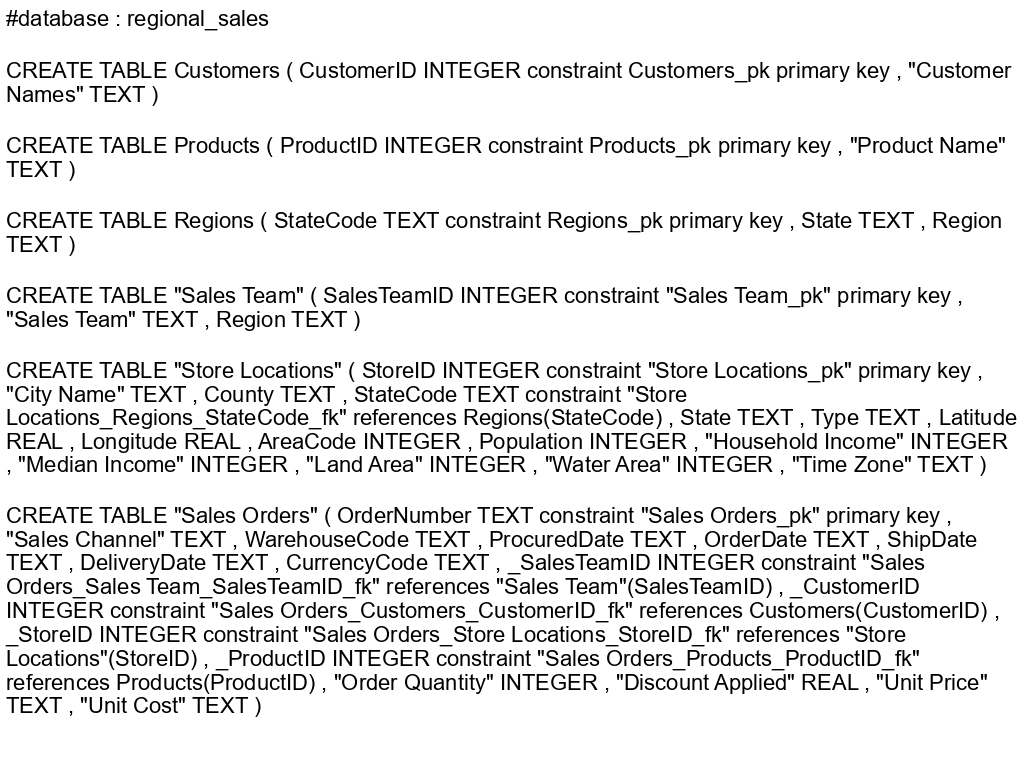 #database : regional_sales
CREATE TABLE Customers ( CustomerID INTEGER constraint Customers_pk primary key , "Customer
Names" TEXT )
CREATE TABLE Products ( ProductID INTEGER constraint Products_pk primary key , "Product Name"
TEXT )
CREATE TABLE Regions ( StateCode TEXT constraint Regions_pk primary key , State TEXT , Region
TEXT )
CREATE TABLE "Sales Team" ( SalesTeamID INTEGER constraint "Sales Team_pk" primary key ,
"Sales Team" TEXT , Region TEXT )
CREATE TABLE "Store Locations" ( StoreID INTEGER constraint "Store Locations_pk" primary key ,
"City Name" TEXT , County TEXT , StateCode TEXT constraint "Store
Locations_Regions_StateCode_fk" references Regions(StateCode) , State TEXT , Type TEXT , Latitude
REAL , Longitude REAL , AreaCode INTEGER , Population INTEGER , "Household Income" INTEGER
, "Median Income" INTEGER , "Land Area" INTEGER , "Water Area" INTEGER , "Time Zone" TEXT )
CREATE TABLE "Sales Orders" ( OrderNumber TEXT constraint "Sales Orders_pk" primary key ,
"Sales Channel" TEXT , WarehouseCode TEXT , ProcuredDate TEXT , OrderDate TEXT , ShipDate
TEXT , DeliveryDate TEXT , CurrencyCode TEXT , _SalesTeamID INTEGER constraint "Sales
Orders_Sales Team_SalesTeamID_fk" references "Sales Team"(SalesTeamID) , _CustomerID
INTEGER constraint "Sales Orders_Customers_CustomerID_fk" references Customers(CustomerID) ,
_StoreID INTEGER constraint "Sales Orders_Store Locations_StoreID_fk" references "Store
Locations"(StoreID) , _ProductID INTEGER constraint "Sales Orders_Products_ProductID_fk"
references Products(ProductID) , "Order Quantity" INTEGER , "Discount Applied" REAL , "Unit Price"
TEXT , "Unit Cost" TEXT )